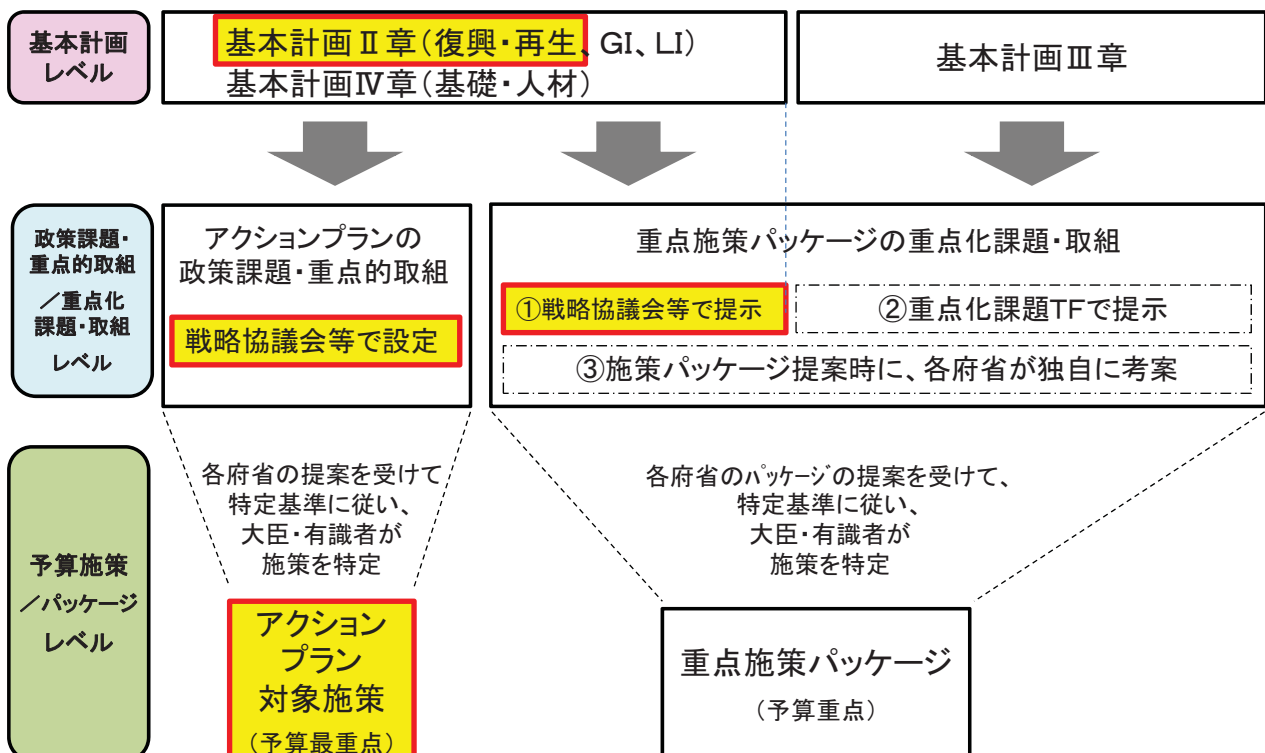 基本計画
レベル
基本計画Ⅱ章(復興・再生、GI、LI)
基本計画Ⅳ章(基礎・人材)
基本計画Ⅲ章
政策課題・
重点的取組
／重点化
課題・取組
レベル
アクションプランの
政策課題・重点的取組
戦略協議会等で設定
重点施策パッケージの重点化課題・取組
①戦略協議会等で提示
②重点化課題TFで提示
③施策パッケージ提案時に、各府省が独自に考案
各府省の提案を受けて
特定基準に従い、
大臣・有識者が
施策を特定
各府省のパッケージの提案を受けて、
特定基準に従い、
大臣・有識者が
施策を特定
予算施策
／パッケージ
レベル
アクション
プラン
対象施策
(予算最重点)
重点施策パッケージ
(予算重点)